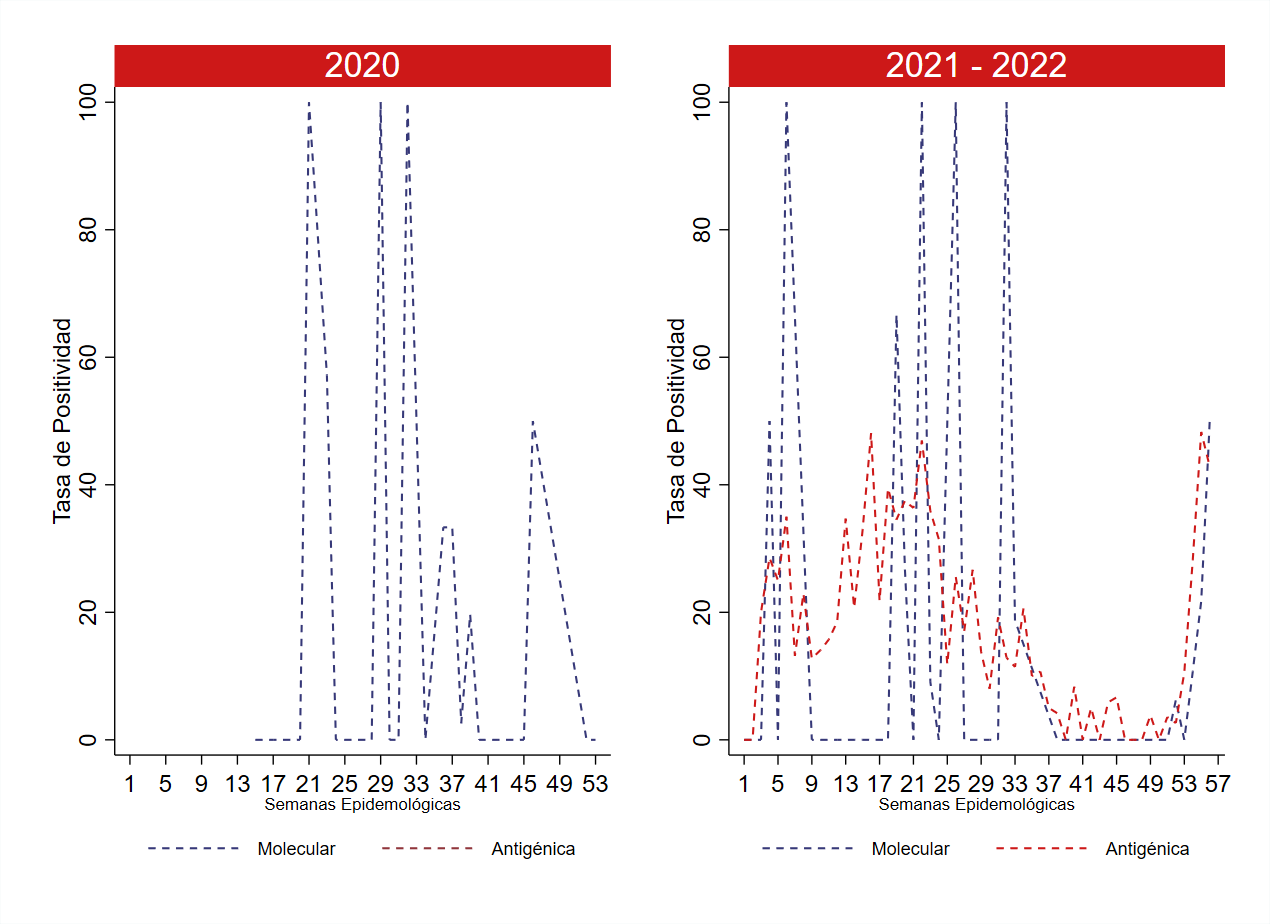 2020
Tasa de Positividad
100
80
60
40
20
0
1 5 9 13 17 21 25 29 33 37 41 45 49 53
Semanas Epidemológicas
Molecular Antigénica
2021 - 2022
Tasa de Positividad
100
80
60
40
20
0
1 5 9 13 17 21 25 29 33 37 41 45 49 53 57
Semanas Epidemológicas
Molecular Antigénica